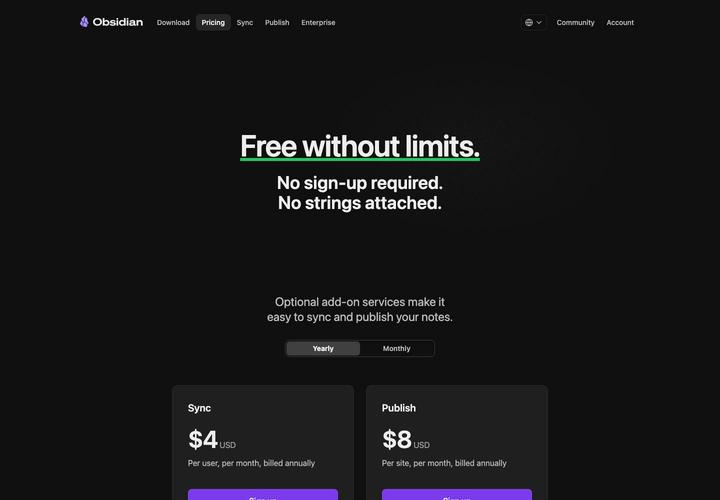 Obsidian Download Pricing Sync Publish Enterprise Community Account
Free without limits.
No sign-up required.
No strings attached.
Optional add-on services make it
easy to sync and publish your notes.
Yearly Monthly
Sync
$4 USD
Per user, per month, billed annually
Publish
$8 USD
Per site, per month, billed annually